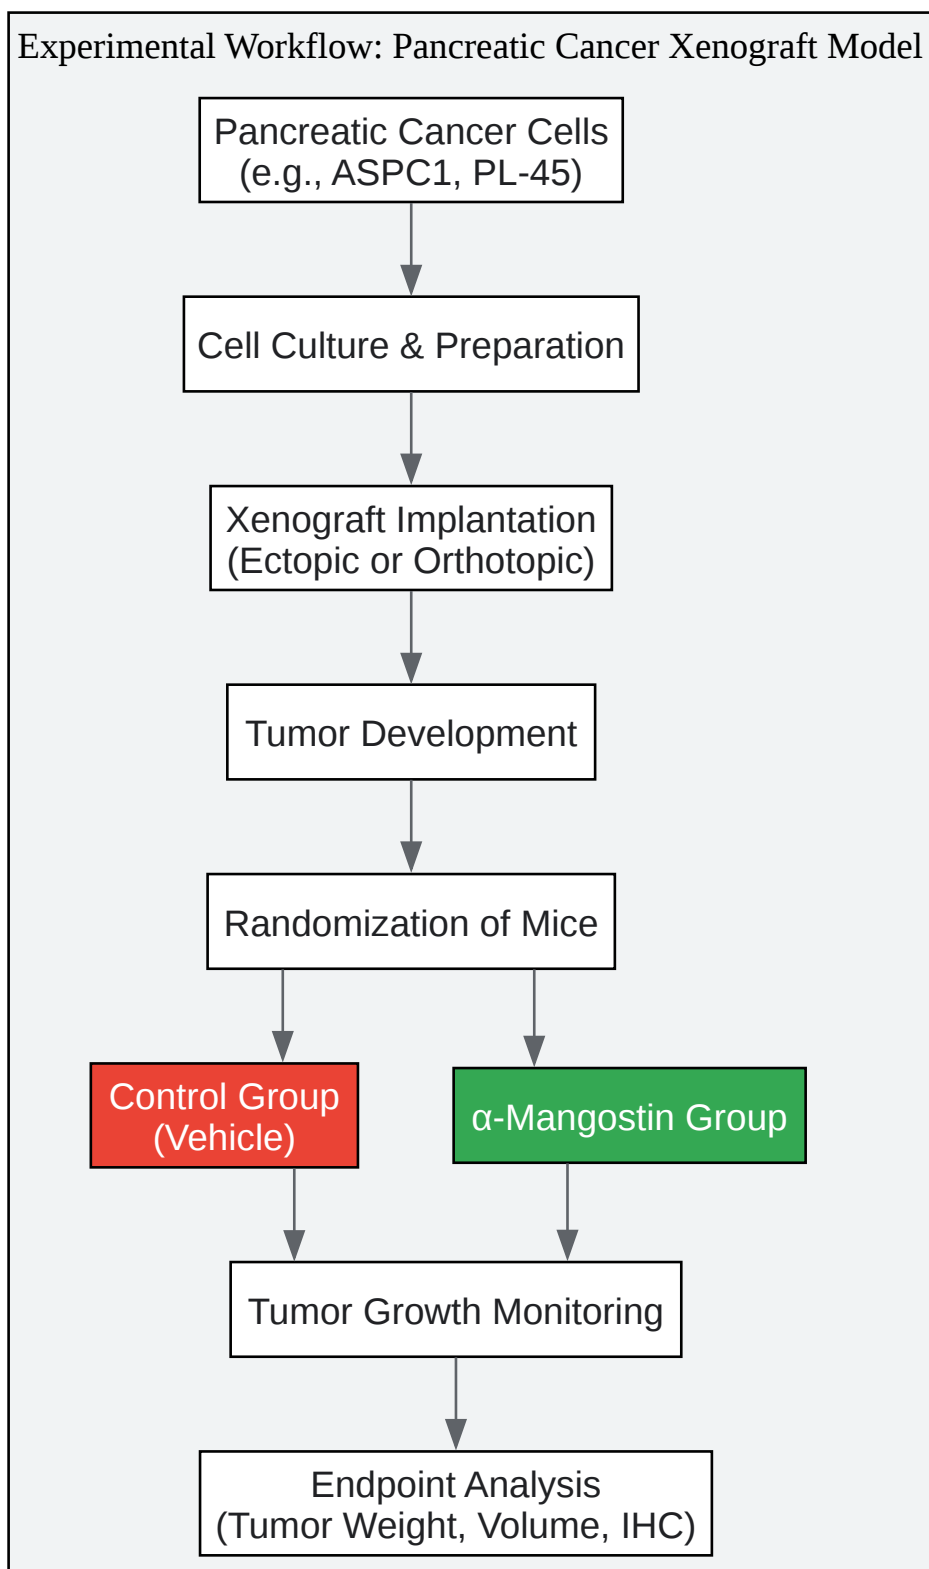 Experimental Workflow: Pancreatic Cancer Xenograft Model
Pancreatic Cancer Cells
(e.g., ASPC1, PL-45)
Cell Culture & Preparation
Xenograft Implantation
(Ectopic or Orthotopic)
Tumor Development
Randomization of Mice
Control Group
(Vehicle)
α-Mangostin Group
Tumor Growth Monitoring
Endpoint Analysis
(Tumor Weight, Volume, IHC)